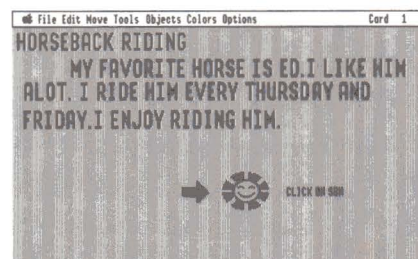 File Edit Move Tools Objects Colors Options Card 1
HORSEBACK RIDING
MY FAVORITE HORSE IS ED.I LIKE HIM
ALOT. I RIDE HIM EVERY THURSDAY AND
FRIDAY.I ENJOY RIDING HIM.
CLICK ON SUN